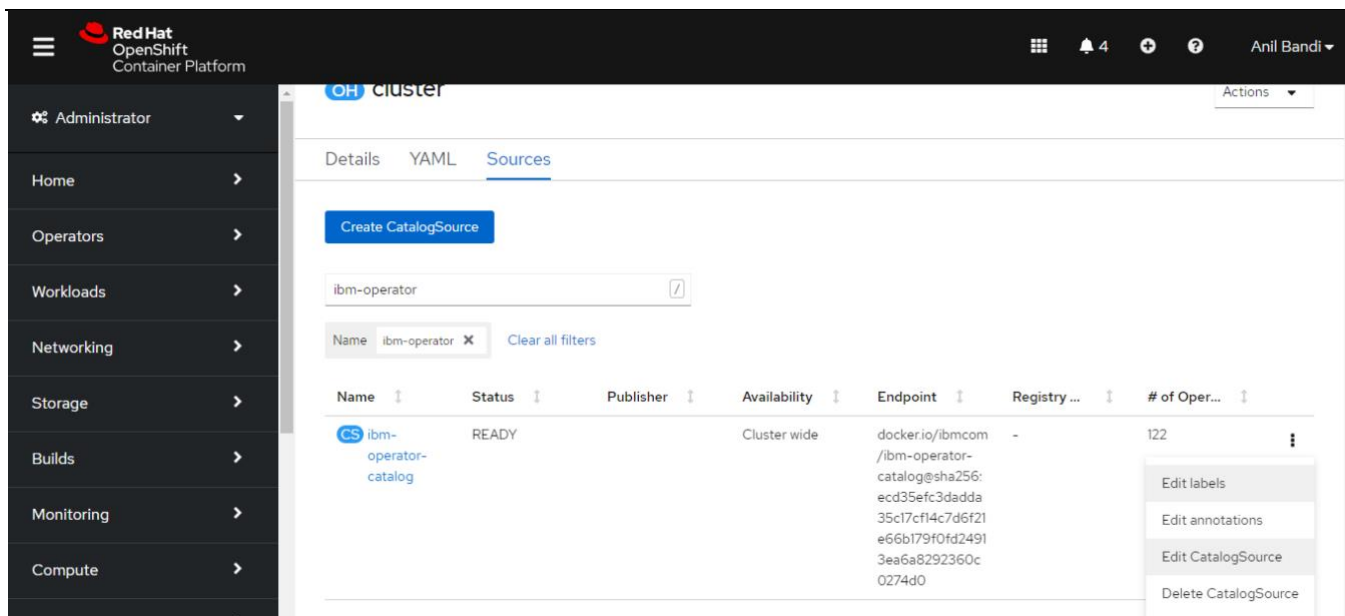 Red Hat
OpenShift
Container Platform
4
Anil Bandi
Administrator
Home
Operators
Workloads
Networking
Storage
Builds
Monitoring
Compute
OH cluster
Actions
Details YAML Sources
Create CatalogSource
ibm-operator /
Name ibm-operator Clear all filters
Name Status Publisher Availability Endpoint Registry ... # of Oper...
CS ibm-operator-catalog READY Cluster wide docker.io/ibmcom - 122
/ibm-operator-
catalog@sha256:
ecd35efc3dadda
35c17cf14c7d6f21
e66b179f0fd2491
3ea6a8292360c
0274d0
Edit labels
Edit annotations
Edit CatalogSource
Delete CatalogSource